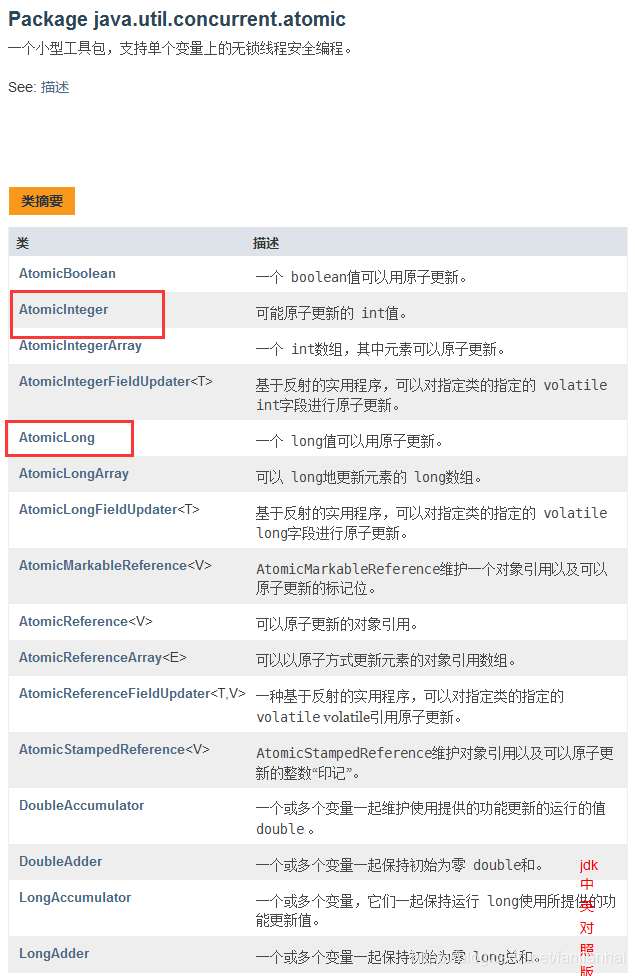 Package java.util.concurrent.atomic
一个小型工具包，支持单个变量上的无锁线程安全编程。
See: 描述
类摘要
类 描述
AtomicBoolean 一个 boolean值可以用原子更新。
AtomicInteger 可能原子更新的 int值。
AtomicIntegerArray 一个 int数组，其中元素可以原子更新。
AtomicIntegerFieldUpdater<T> 基于反射的实用程序，可以对指定类的指定的 volatile
int字段进行原子更新。
AtomicLong 一个 long值可以用原子更新。
AtomicLongArray 可以 long地更新元素的 long数组。
AtomicLongFieldUpdater<T> 基于反射的实用程序，可以对指定类的指定的 volatile
long字段进行原子更新。
AtomicMarkableReference<V> AtomicMarkableReference维护一个对象引用以及可以
原子更新的标记位。
AtomicReference<V> 可以原子更新的对象引用。
AtomicReferenceArray<E> 可以以原子方式更新元素的对象引用数组。
AtomicReferenceFieldUpdater<T,V> 一种基于反射的实用程序，可以对指定类的指定的
volatile volatile引用原子更新。
AtomicStampedReference<V> AtomicStampedReference维护对象引用以及可以原子更
新的整数“印记”。
DoubleAccumulator 一个或多个变量一起维护使用提供的功能更新的运行的值
double 。
DoubleAdder 一个或多个变量一起保持初始为零 double和。
LongAccumulator 一个或多个变量，它们一起保持运行 long使用所提供的功
能更新值。
LongAdder 一个或多个变量一起保持初始为零 long总和。
jdk
中
英
对
照
版